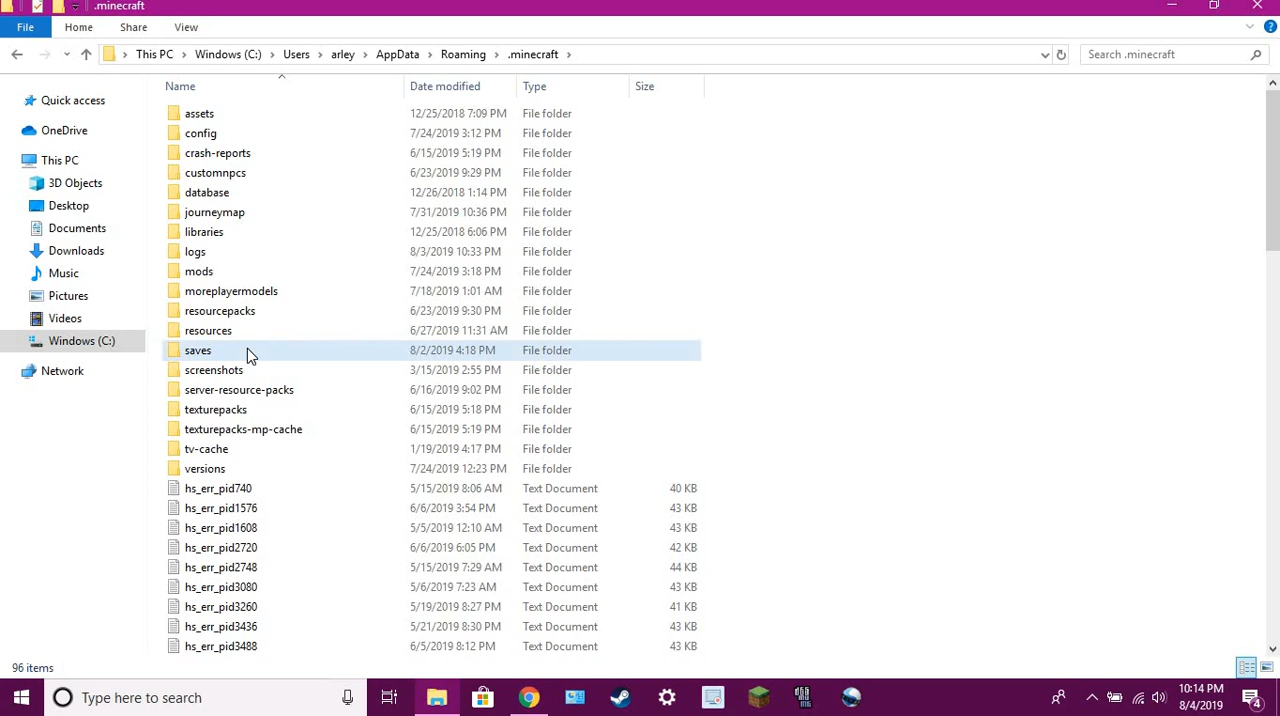 .minecraft
File Home Share View
This PC Windows (C:) Users arley AppData Roaming .minecraft Search .minecraft
Name Date modified Type Size
Quick access
OneDrive
This PC
3D Objects
Desktop
Documents
Downloads
Music
Pictures
Videos
Windows (C:)
Network
assets 12/25/2018 7:09 PM File folder
config 7/24/2019 3:12 PM File folder
crash-reports 6/15/2019 5:19 PM File folder
customnpcs 6/23/2019 9:29 PM File folder
database 12/26/2018 1:14 PM File folder
journeymap 7/31/2019 10:36 PM File folder
libraries 12/25/2018 6:06 PM File folder
logs 8/3/2019 10:33 PM File folder
mods 7/24/2019 3:18 PM File folder
moreplayermodels 7/18/2019 1:01 AM File folder
resourcepacks 6/23/2019 9:30 PM File folder
resources 6/27/2019 11:31 AM File folder
saves 8/2/2019 4:18 PM File folder
screenshots 3/15/2019 2:55 PM File folder
server-resource-packs 6/16/2019 9:02 PM File folder
texturepacks 6/15/2019 5:18 PM File folder
texturepacks-mp-cache 6/15/2019 5:19 PM File folder
tv-cache 1/19/2019 4:17 PM File folder
versions 7/24/2019 12:23 PM File folder
hs_err_pid740 5/15/2019 8:06 AM Text Document 40 KB
hs_err_pid1576 6/6/2019 3:54 PM Text Document 43 KB
hs_err_pid1608 5/5/2019 12:10 AM Text Document 43 KB
hs_err_pid2720 6/6/2019 6:05 PM Text Document 42 KB
hs_err_pid2748 5/15/2019 7:29 AM Text Document 44 KB
hs_err_pid3080 5/6/2019 7:23 AM Text Document 43 KB
hs_err_pid3260 5/19/2019 8:27 PM Text Document 41 KB
hs_err_pid3436 5/21/2019 8:30 PM Text Document 43 KB
hs_err_pid3488 6/5/2019 8:12 PM Text Document 43 KB
96 items
Type here to search
10:14 PM
8/4/2019
4